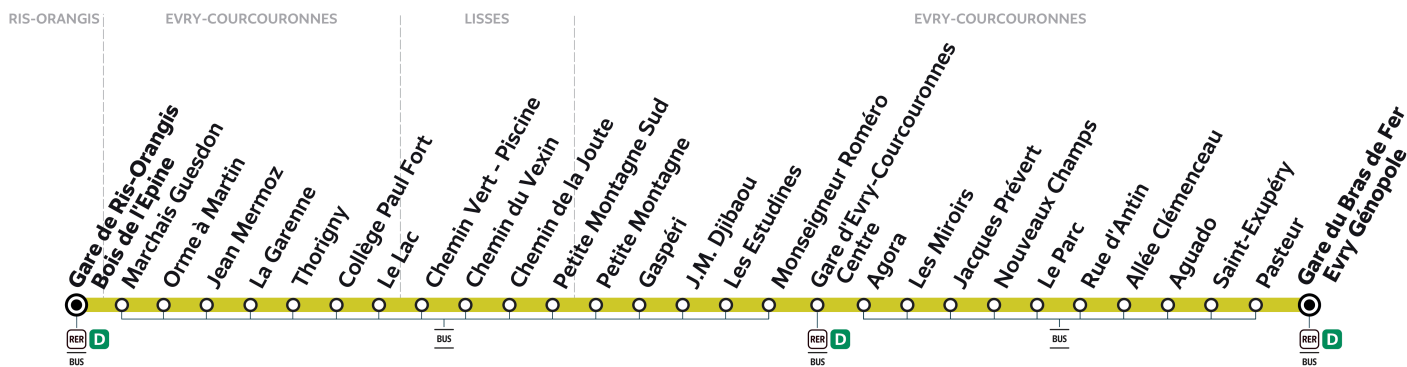 RIS-ORANGIS
EVRY-COURCOURONNES
LISSES
EVRY-COURCOURONNES
Gare de Ris-Orangis
Bois de l'Epine
Marchais Guesdon
Orme à Martin
Jean Mermoz
La Garenne
Thorigny
Collège Paul Fort
Le Lac
Chemin Vert - Piscine
Chemin du Vexin
Chemin de la Joute
Petite Montagne Sud
Petite Montagne
Gaspéri
J.M. Djibaou
Les Estudines
Monseigneur Roméro
Gare d'Evry-Courcouronnes
Centre
Agora
Les Miroirs
Jacques Prévert
Nouveaux Champs
Le Parc
Rue d'Antin
Allée Clémenceau
Aguado
Saint-Exupéry
Pasteur
Gare du Bras de Fer
Evry Génopole
RER D
BUS
BUS
RER D
BUS
BUS
RER D
BUS